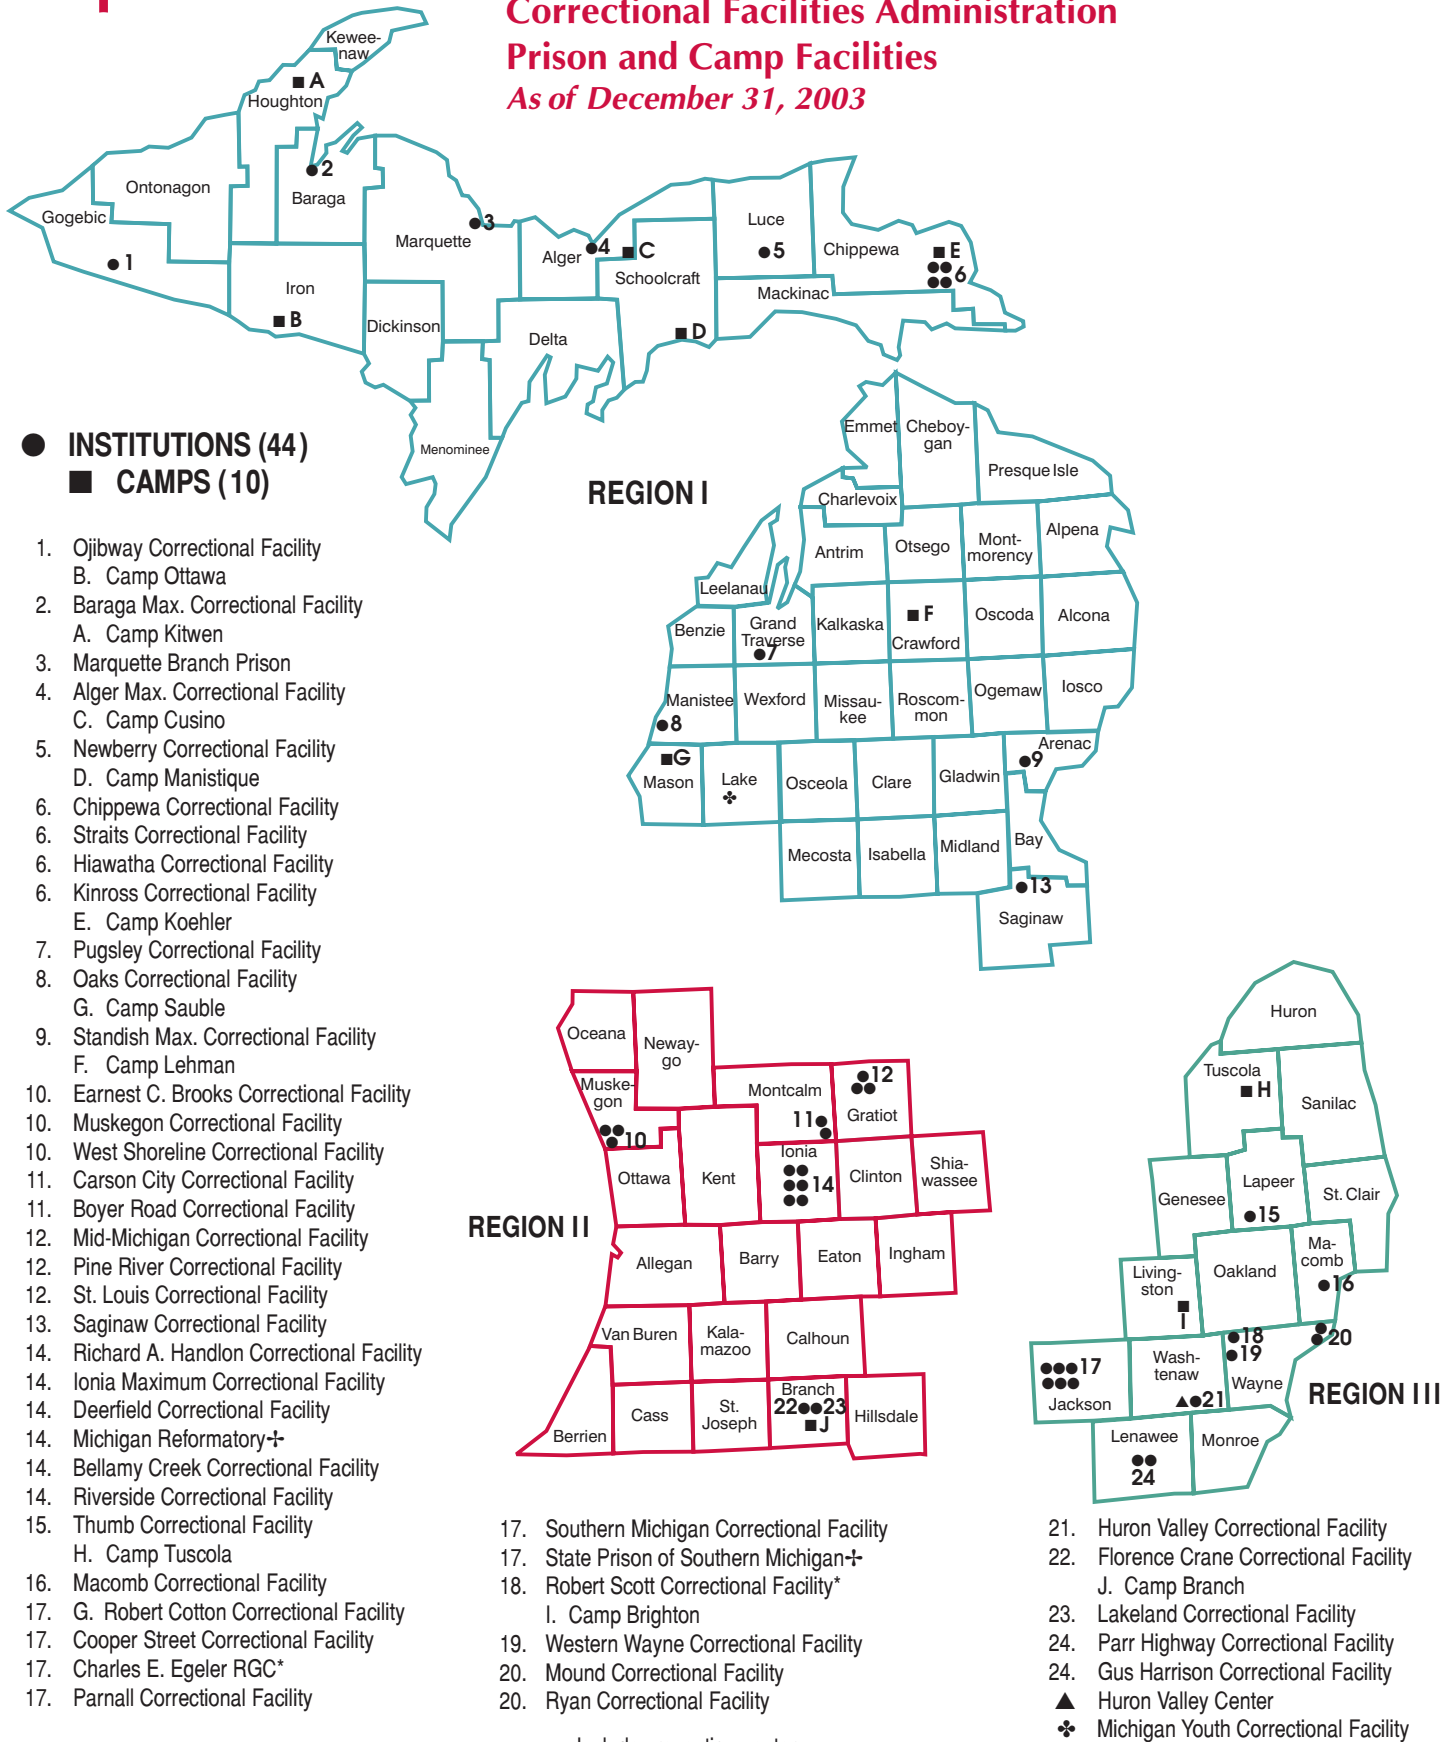 Correctional Facilities Administration
Prison and Camp Facilities
As of December 31, 2003
Kewee-
naw
A
Houghton
2
Baraga
Ontonagon
Gogebic
1
3
Marquette
4
C
Alger
Luce
5
Chippewa
E
6
Schoolcraft
Mackinac
Iron
B
Dickinson
D
Delta
Menominee
INSTITUTIONS (44)
CAMPS (10)
REGION I
Emmet
Cheboy-
gan
Presque Isle
Charlevoix
Antrim
Otsego
Mont-
morency
Alpena
Leelanau
Benzie
Grand
Traverse
7
Kalkaska
F
Crawford
Oscoda
Alcona
Manistee
8
Wexford
Missau-
kee
Roscom-
mon
Ogemaw
Iosco
G
Mason
Lake
Osceola
Clare
Gladwin
Arenac
9
Mecosta
Isabella
Midland
Bay
13
Saginaw
1. Ojibway Correctional Facility
B. Camp Ottawa
2. Baraga Max. Correctional Facility
A. Camp Kitwen
3. Marquette Branch Prison
4. Alger Max. Correctional Facility
C. Camp Cusino
5. Newberry Correctional Facility
D. Camp Manistique
6. Chippewa Correctional Facility
6. Straits Correctional Facility
6. Hiawatha Correctional Facility
6. Kinross Correctional Facility
E. Camp Koehler
7. Pugsley Correctional Facility
8. Oaks Correctional Facility
G. Camp Sauble
9. Standish Max. Correctional Facility
F. Camp Lehman
10. Earnest C. Brooks Correctional Facility
10. Muskegon Correctional Facility
10. West Shoreline Correctional Facility
11. Carson City Correctional Facility
11. Boyer Road Correctional Facility
12. Mid-Michigan Correctional Facility
12. Pine River Correctional Facility
12. St. Louis Correctional Facility
13. Saginaw Correctional Facility
14. Richard A. Handlon Correctional Facility
14. Ionia Maximum Correctional Facility
14. Deerfield Correctional Facility
14. Michigan Reformatory✢
14. Bellamy Creek Correctional Facility
14. Riverside Correctional Facility
15. Thumb Correctional Facility
H. Camp Tuscola
16. Macomb Correctional Facility
17. G. Robert Cotton Correctional Facility
17. Cooper Street Correctional Facility
17. Charles E. Egeler RGC*
17. Parnall Correctional Facility
Oceana
Neway-
go
Muske-
gon
10
Montcalm
11
12
Gratiot
Ottawa
Kent
Ionia
14
Clinton
Shia-
wassee
REGION II
Allegan
Barry
Eaton
Ingham
Van Buren
Kala-
mazoo
Calhoun
Berrien
Cass
St.
Joseph
Branch
22 23
J
Hillsdale
Huron
Tuscola
H
Sanilac
Genesee
Lapeer
15
St. Clair
Living-
ston
I
Oakland
Ma-
comb
16
17
Jackson
Wash-
tenaw
21
18
19
Wayne
20
REGION III
Lenawee
24
Monroe
17. Southern Michigan Correctional Facility
17. State Prison of Southern Michigan✢
18. Robert Scott Correctional Facility*
I. Camp Brighton
19. Western Wayne Correctional Facility
20. Mound Correctional Facility
20. Ryan Correctional Facility
21. Huron Valley Correctional Facility
22. Florence Crane Correctional Facility
J. Camp Branch
23. Lakeland Correctional Facility
24. Parr Highway Correctional Facility
24. Gus Harrison Correctional Facility
▲ Huron Valley Center
✤ Michigan Youth Correctional Facility